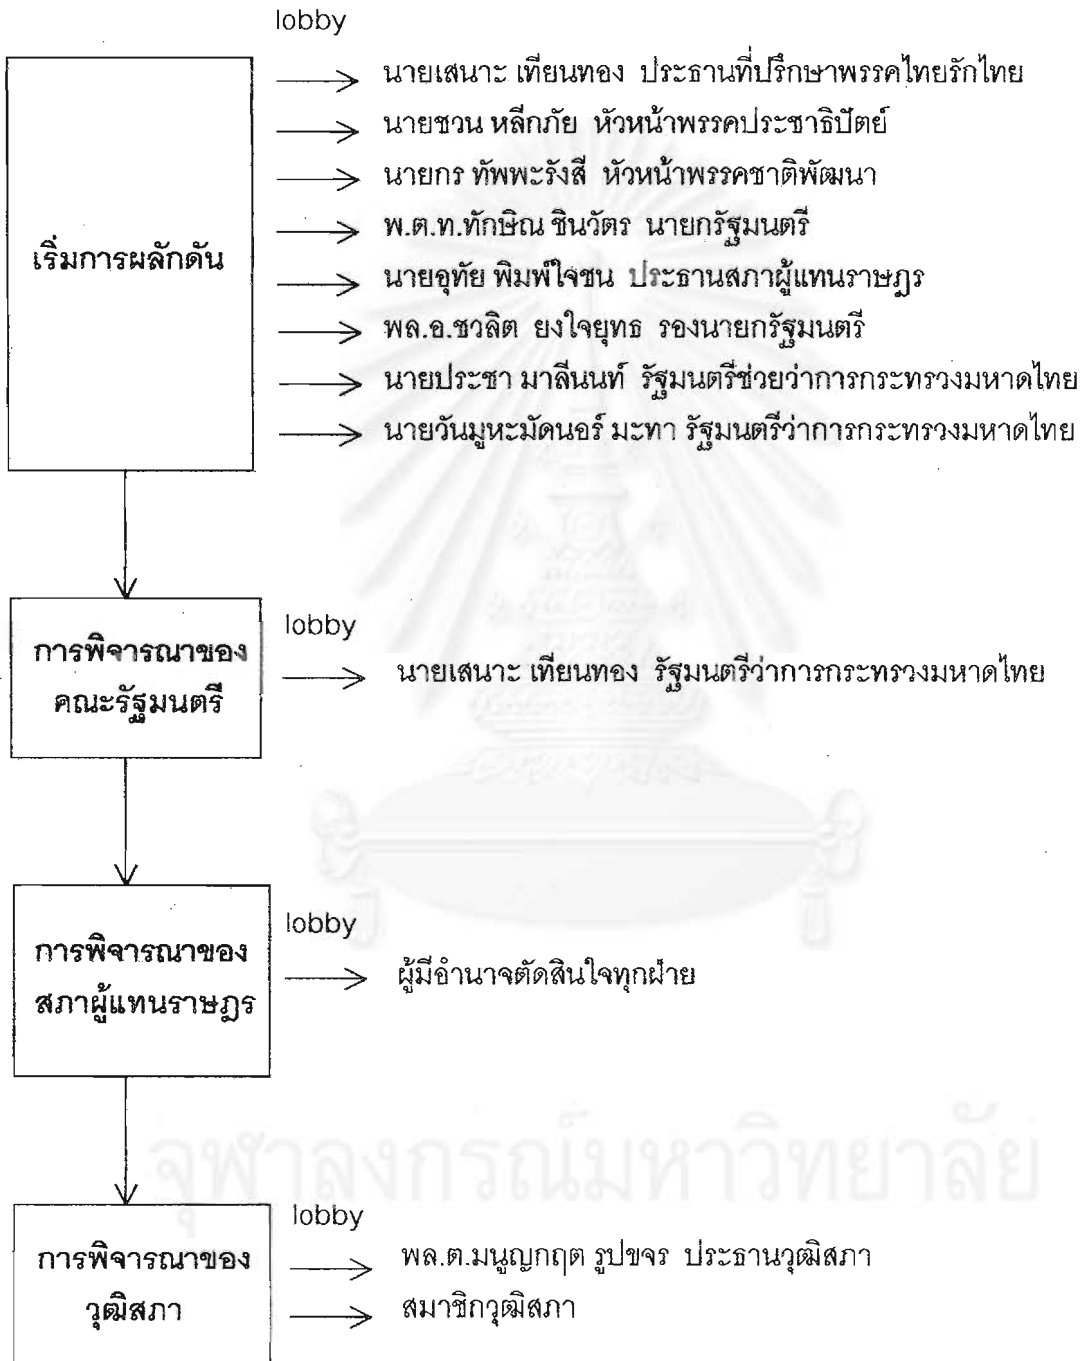 lobby
นายเสนาะ เทียนทอง ประธานที่ปรึกษาพรรคไทยรักไทย
นายชวน หลีกภัย หัวหน้าพรรคประชาธิปัตย์
นายกร ทัพพะรังสี หัวหน้าพรรคชาติพัฒนา
พ.ต.ท.ทักษิณ ชินวัตร นายกรัฐมนตรี
เริ่มการผลักดัน
นายอุทัย พิมพ์ใจชน ประธานสภาผู้แทนราษฎร
พล.อ.ชวลิต ยงใจยุทธ รองนายกรัฐมนตรี
นายประชา มาลีนนท์ รัฐมนตรีช่วยว่าการกระทรวงมหาดไทย
นายวันมูหะมัดนอร์ มะทา รัฐมนตรีว่าการกระทรวงมหาดไทย
lobby
การพิจารณาของ
คณะรัฐมนตรี
นายเสนาะ เทียนทอง รัฐมนตรีว่าการกระทรวงมหาดไทย
lobby
การพิจารณาของ
สภาผู้แทนราษฎร
ผู้มีอำนาจตัดสินใจทุกฝ่าย
จุฬาลงกรณ์มหาวิทยาลัย
lobby
การพิจารณาของ
วุฒิสภา
พล.ต.มนูญกฤต รูปขจร ประธานวุฒิสภา
สมาชิกวุฒิสภา